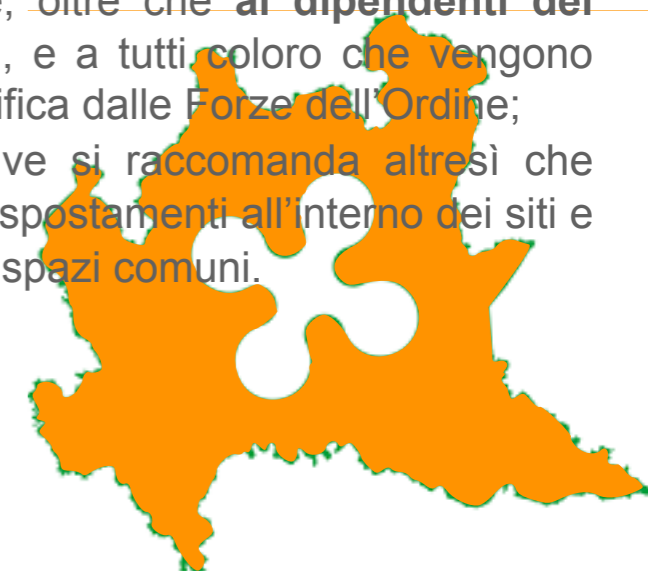 , oltre che ai dipendenti dei
, e a tutti coloro che vengono
ifica dalle Forze dell'Ordine;
ve si raccomanda altresì che
spostamenti all'interno dei siti e
spazi comuni.